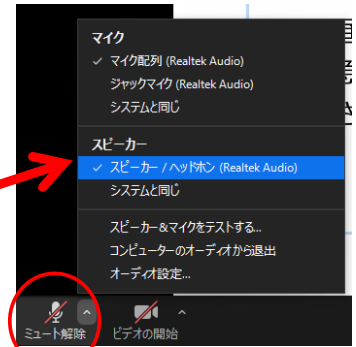 マイク
マイク配列 (Realtek Audio)
ジャックマイク (Realtek Audio)
システムと同じ
スピーカー
スピーカー / ヘッドホン (Realtek Audio)
システムと同じ
スピーカー&マイクをテストする...
コンピューターのオーディオから退出
オーディオ設定...
ミュート解除
ビデオの開始